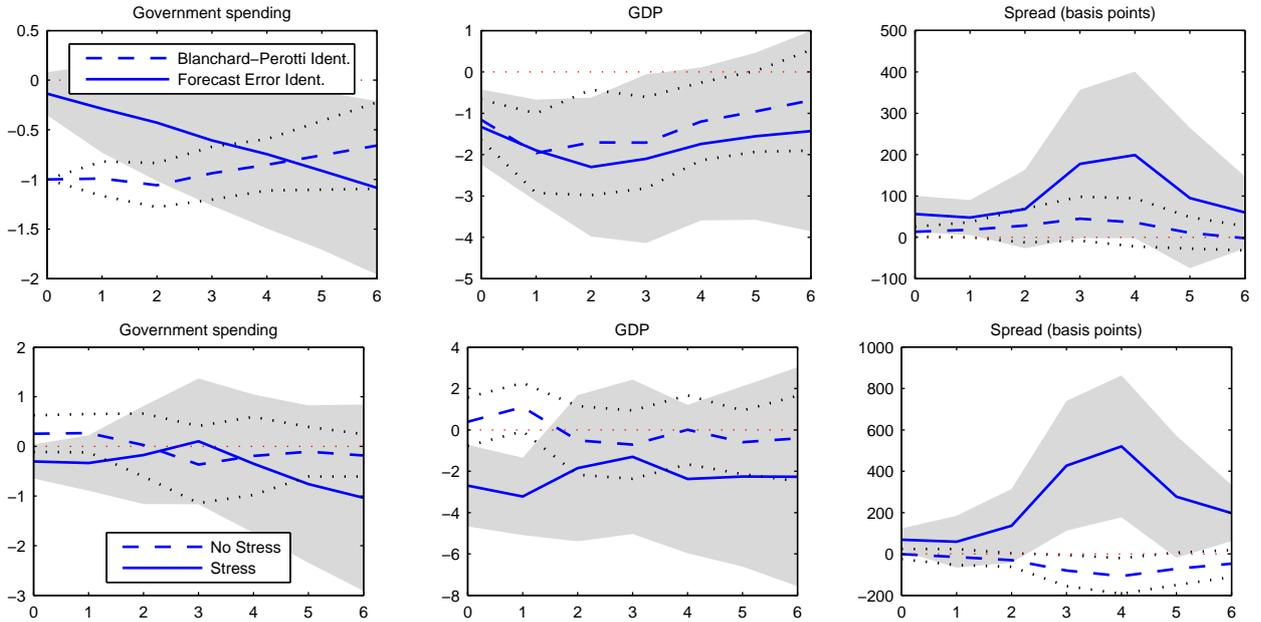 Government spending
GDP
Spread (basis points)
0.5
0
−0.5
−1
−1.5
−2
0 1 2 3 4 5 6
Blanchard−Perotti Ident.
Forecast Error Ident.
1
0
−1
−2
−3
−4
−5
0 1 2 3 4 5 6
500
400
300
200
100
0
−100
0 1 2 3 4 5 6
Government spending
GDP
Spread (basis points)
2
1
0
−1
−2
−3
0 1 2 3 4 5 6
No Stress
Stress
4
2
0
−2
−4
−6
−8
0 1 2 3 4 5 6
1000
800
600
400
200
0
−200
0 1 2 3 4 5 6